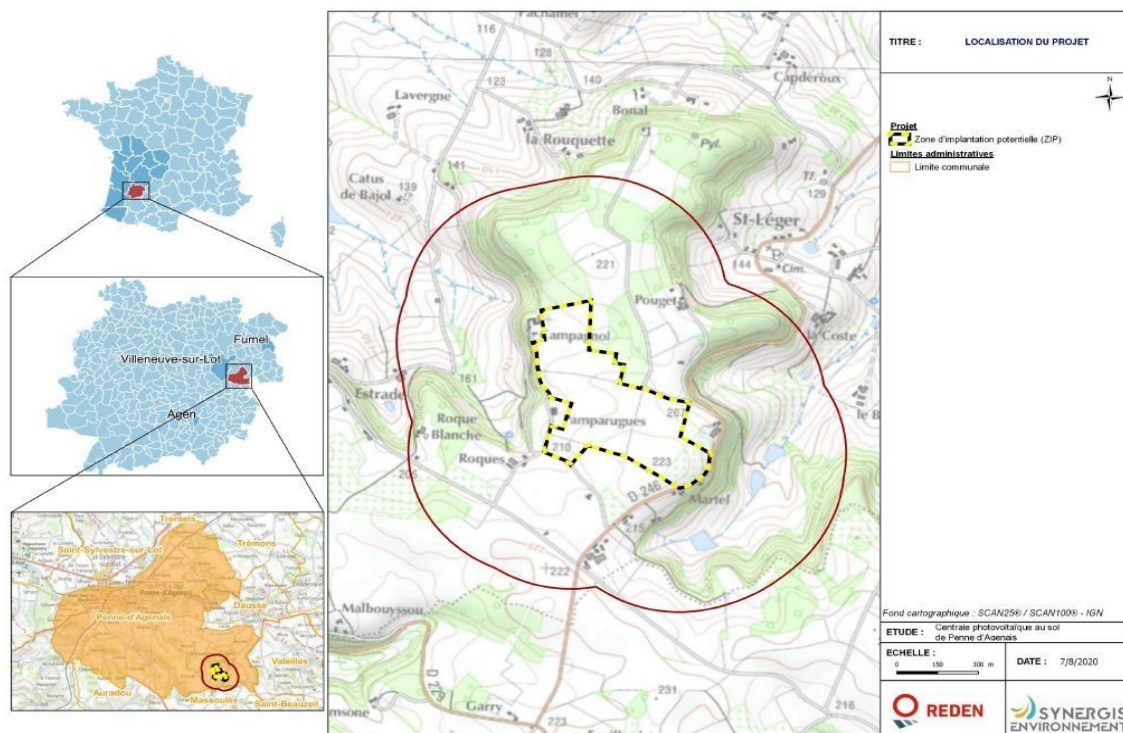 TITRE : LOCALISATION DU PROJET
N
Projet
Zone d'implantation potentielle (ZIP)
Limites administratives
Limite communale
Fond cartographique : SCAN25® / SCAN100® - IGN
ETUDE : Centrale photovoltaïque au sol
de Penne d'Agenais
ECHELLE :
0 150 300 m
DATE : 7/8/2020
REDEN
SYNERGIS
ENVIRONNEMENT
Fumel
Villeneuve-sur-Lot
Agen
Trentels
Saint-Sylvestre-sur-Lot
Trémons
Penne-d'Agenais
Dausse
Valeilles
Auradou
Massoulès
Saint-Beauzeil
116
128
123
140
Capderoux
Lavergne
Bonal
la Rouquette
Pyl.
141
Catus
de Bajol
139
Tt.
129
St-Léger
144
Cim.
221
Pouget
la Coste
161
Estrade
Roque
Blanche
207
210
Roques
205
223
D 246
Martel
215
222
Malbouyssou
D 223
Garry
231
223
216